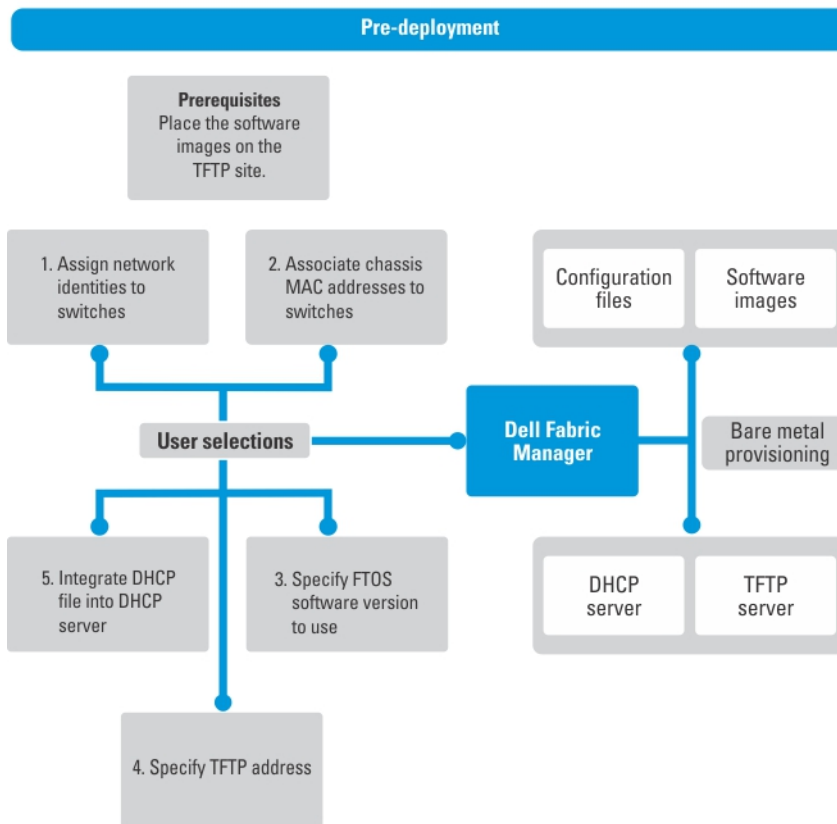 Pre-deployment
Prerequisites
Place the software
images on the
TFTP site.
1. Assign network
identities to
switches
2. Associate chassis
MAC addresses to
switches
Configuration
files
Software
images
User selections
Dell Fabric
Manager
Bare metal
provisioning
5. Integrate DHCP
file into DHCP
server
3. Specify FTOS
software version
to use
DHCP
server
TFTP
server
4. Specify TFTP address